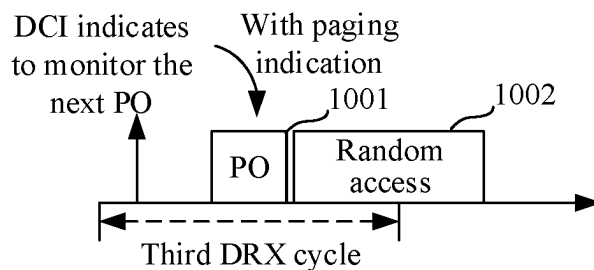 DCI indicates
to monitor the
next PO
With paging
indication
1001
1002
PO
Random
access
Third DRX cycle